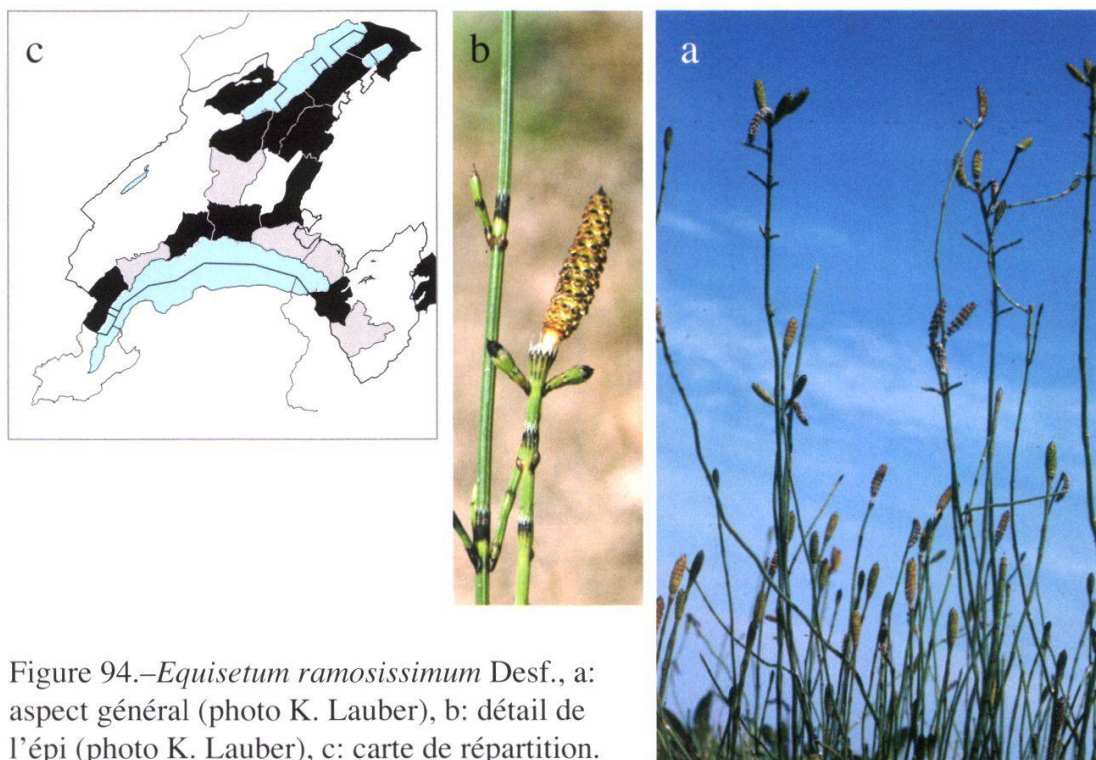 c
b
a
Figure 94.–Equisetum ramosissimum Desf., a:
aspect général (photo K. Lauber), b: détail de
l'épi (photo K. Lauber), c: carte de répartition.